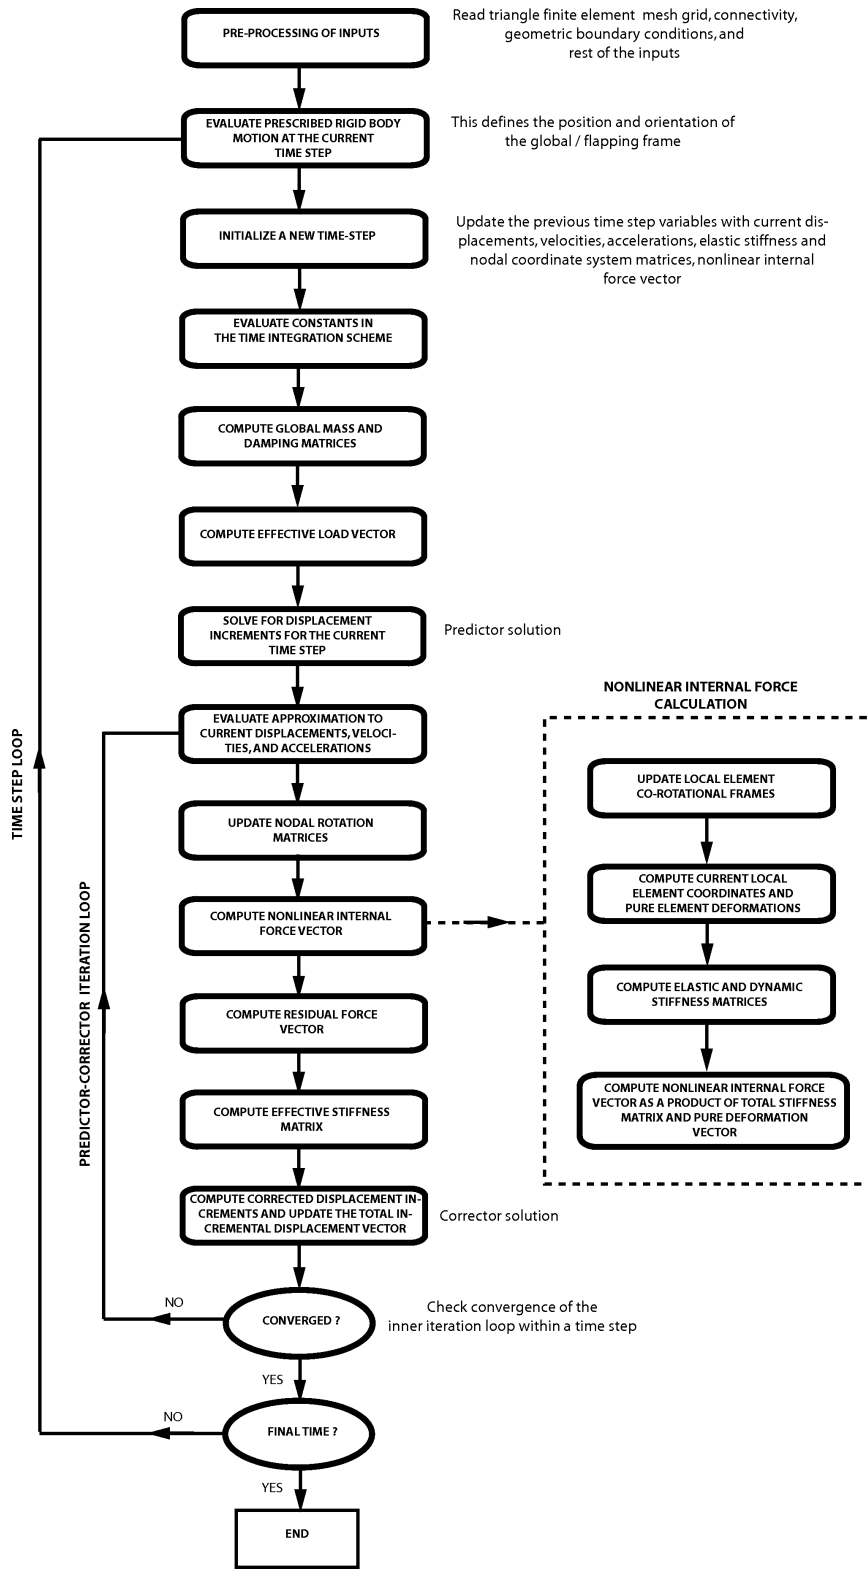 PRE-PROCESSING OF INPUTS
Read triangle finite element mesh grid, connectivity,
geometric boundary conditions, and
rest of the inputs
EVALUATE PRESCRIBED RIGID BODY
MOTION AT THE CURRENT
TIME STEP
This defines the position and orientation of
the global / flapping frame
INITIALIZE A NEW TIME-STEP
Update the previous time step variables with current dis-
placements, velocities, accelerations, elastic stiffness and
nodal coordinate system matrices, nonlinear internal
force vector
EVALUATE CONSTANTS IN
THE TIME INTEGRATION SCHEME
COMPUTE GLOBAL MASS AND
DAMPING MATRICES
COMPUTE EFFECTIVE LOAD VECTOR
SOLVE FOR DISPLACEMENT
INCREMENTS FOR THE CURRENT
TIME STEP
Predictor solution
EVALUATE APPROXIMATION TO
CURRENT DISPLACEMENTS, VELOCI-
TIES, AND ACCELERATIONS
UPDATE NODAL ROTATION
MATRICES
COMPUTE NONLINEAR INTERNAL
FORCE VECTOR
COMPUTE RESIDUAL FORCE
VECTOR
COMPUTE EFFECTIVE STIFFNESS
MATRIX
COMPUTE CORRECTED DISPLACEMENT IN-
CREMENTS AND UPDATE THE TOTAL IN-
CREMENTAL DISPLACEMENT VECTOR
Corrector solution
CONVERGED ?
Check convergence of the
inner iteration loop within a time step
NO
YES
FINAL TIME ?
NO
YES
END
TIME STEP LOOP
PREDICTOR-CORRECTOR ITERATION LOOP
NONLINEAR INTERNAL FORCE
CALCULATION
UPDATE LOCAL ELEMENT
CO-ROTATIONAL FRAMES
COMPUTE CURRENT LOCAL
ELEMENT COORDINATES AND
PURE ELEMENT DEFORMATIONS
COMPUTE ELASTIC AND DYNAMIC
STIFFNESS MATRICES
COMPUTE NONLINEAR INTERNAL FORCE
VECTOR AS A PRODUCT OF TOTAL STIFFNESS
MATRIX AND PURE DEFORMATION
VECTOR